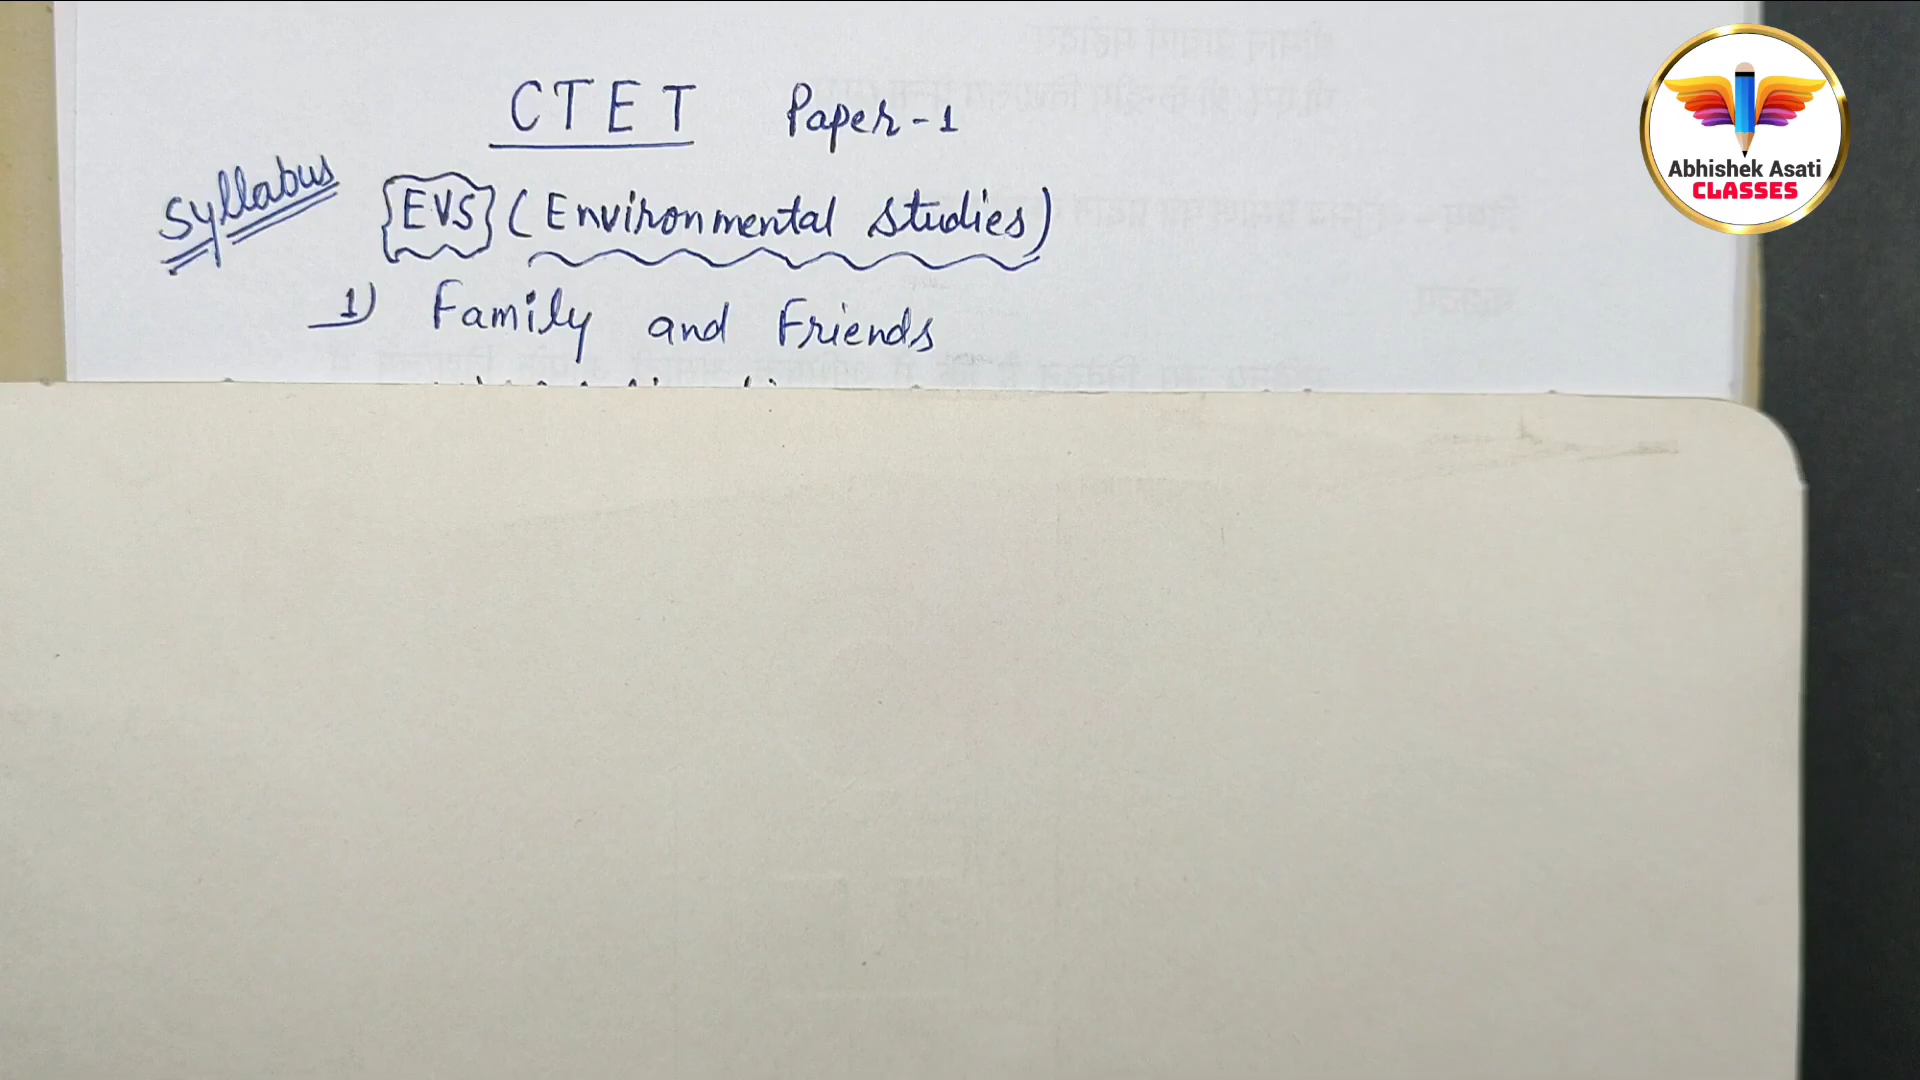 CTET Paper-1
Syllabus
EVS (Environmental Studies)
1) Family and Friends
Abhishek Asati
CLASSES